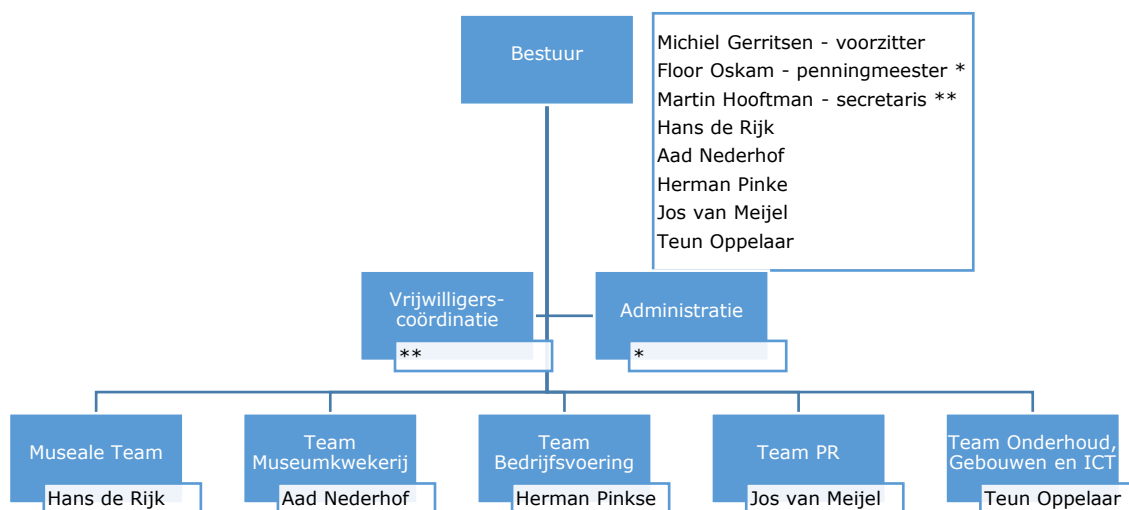 Bestuur
Michiel Gerritsen - voorzitter
Floor Oskam - penningmeester *
Martin Hooftman - secretaris **
Hans de Rijk
Aad Nederhof
Herman Pinke
Jos van Meijel
Teun Oppelaar
Vrijwilligers-
coördinatie
**
Administratie
*
Museale Team
Hans de Rijk
Team
Museumkwekerij
Aad Nederhof
Team
Bedrijfsvoering
Herman Pinkse
Team PR
Jos van Meijel
Team Onderhoud,
Gebouwen en ICT
Teun Oppelaar